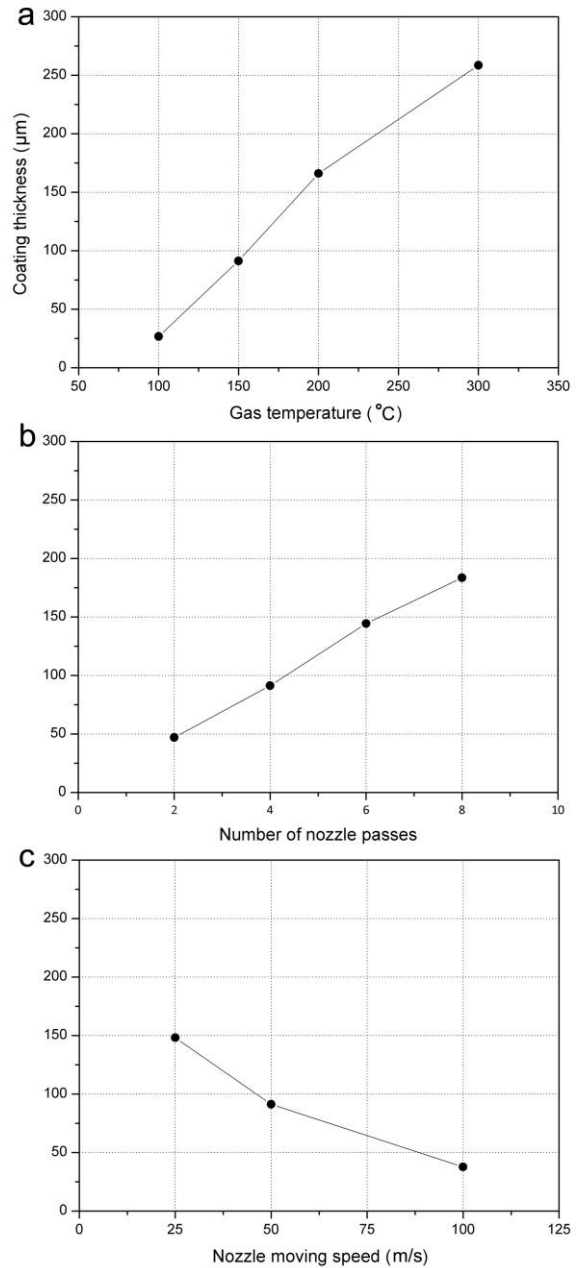 a
300
250
200
150
100
50
0
Coating thickness (μm)
50 100 150 200 250 300 350
Gas temperature (°C)
b
300
250
200
150
100
50
0
0 2 4 6 8 10
Number of nozzle passes
c
300
250
200
150
100
50
0
0 25 50 75 100 125
Nozzle moving speed (m/s)